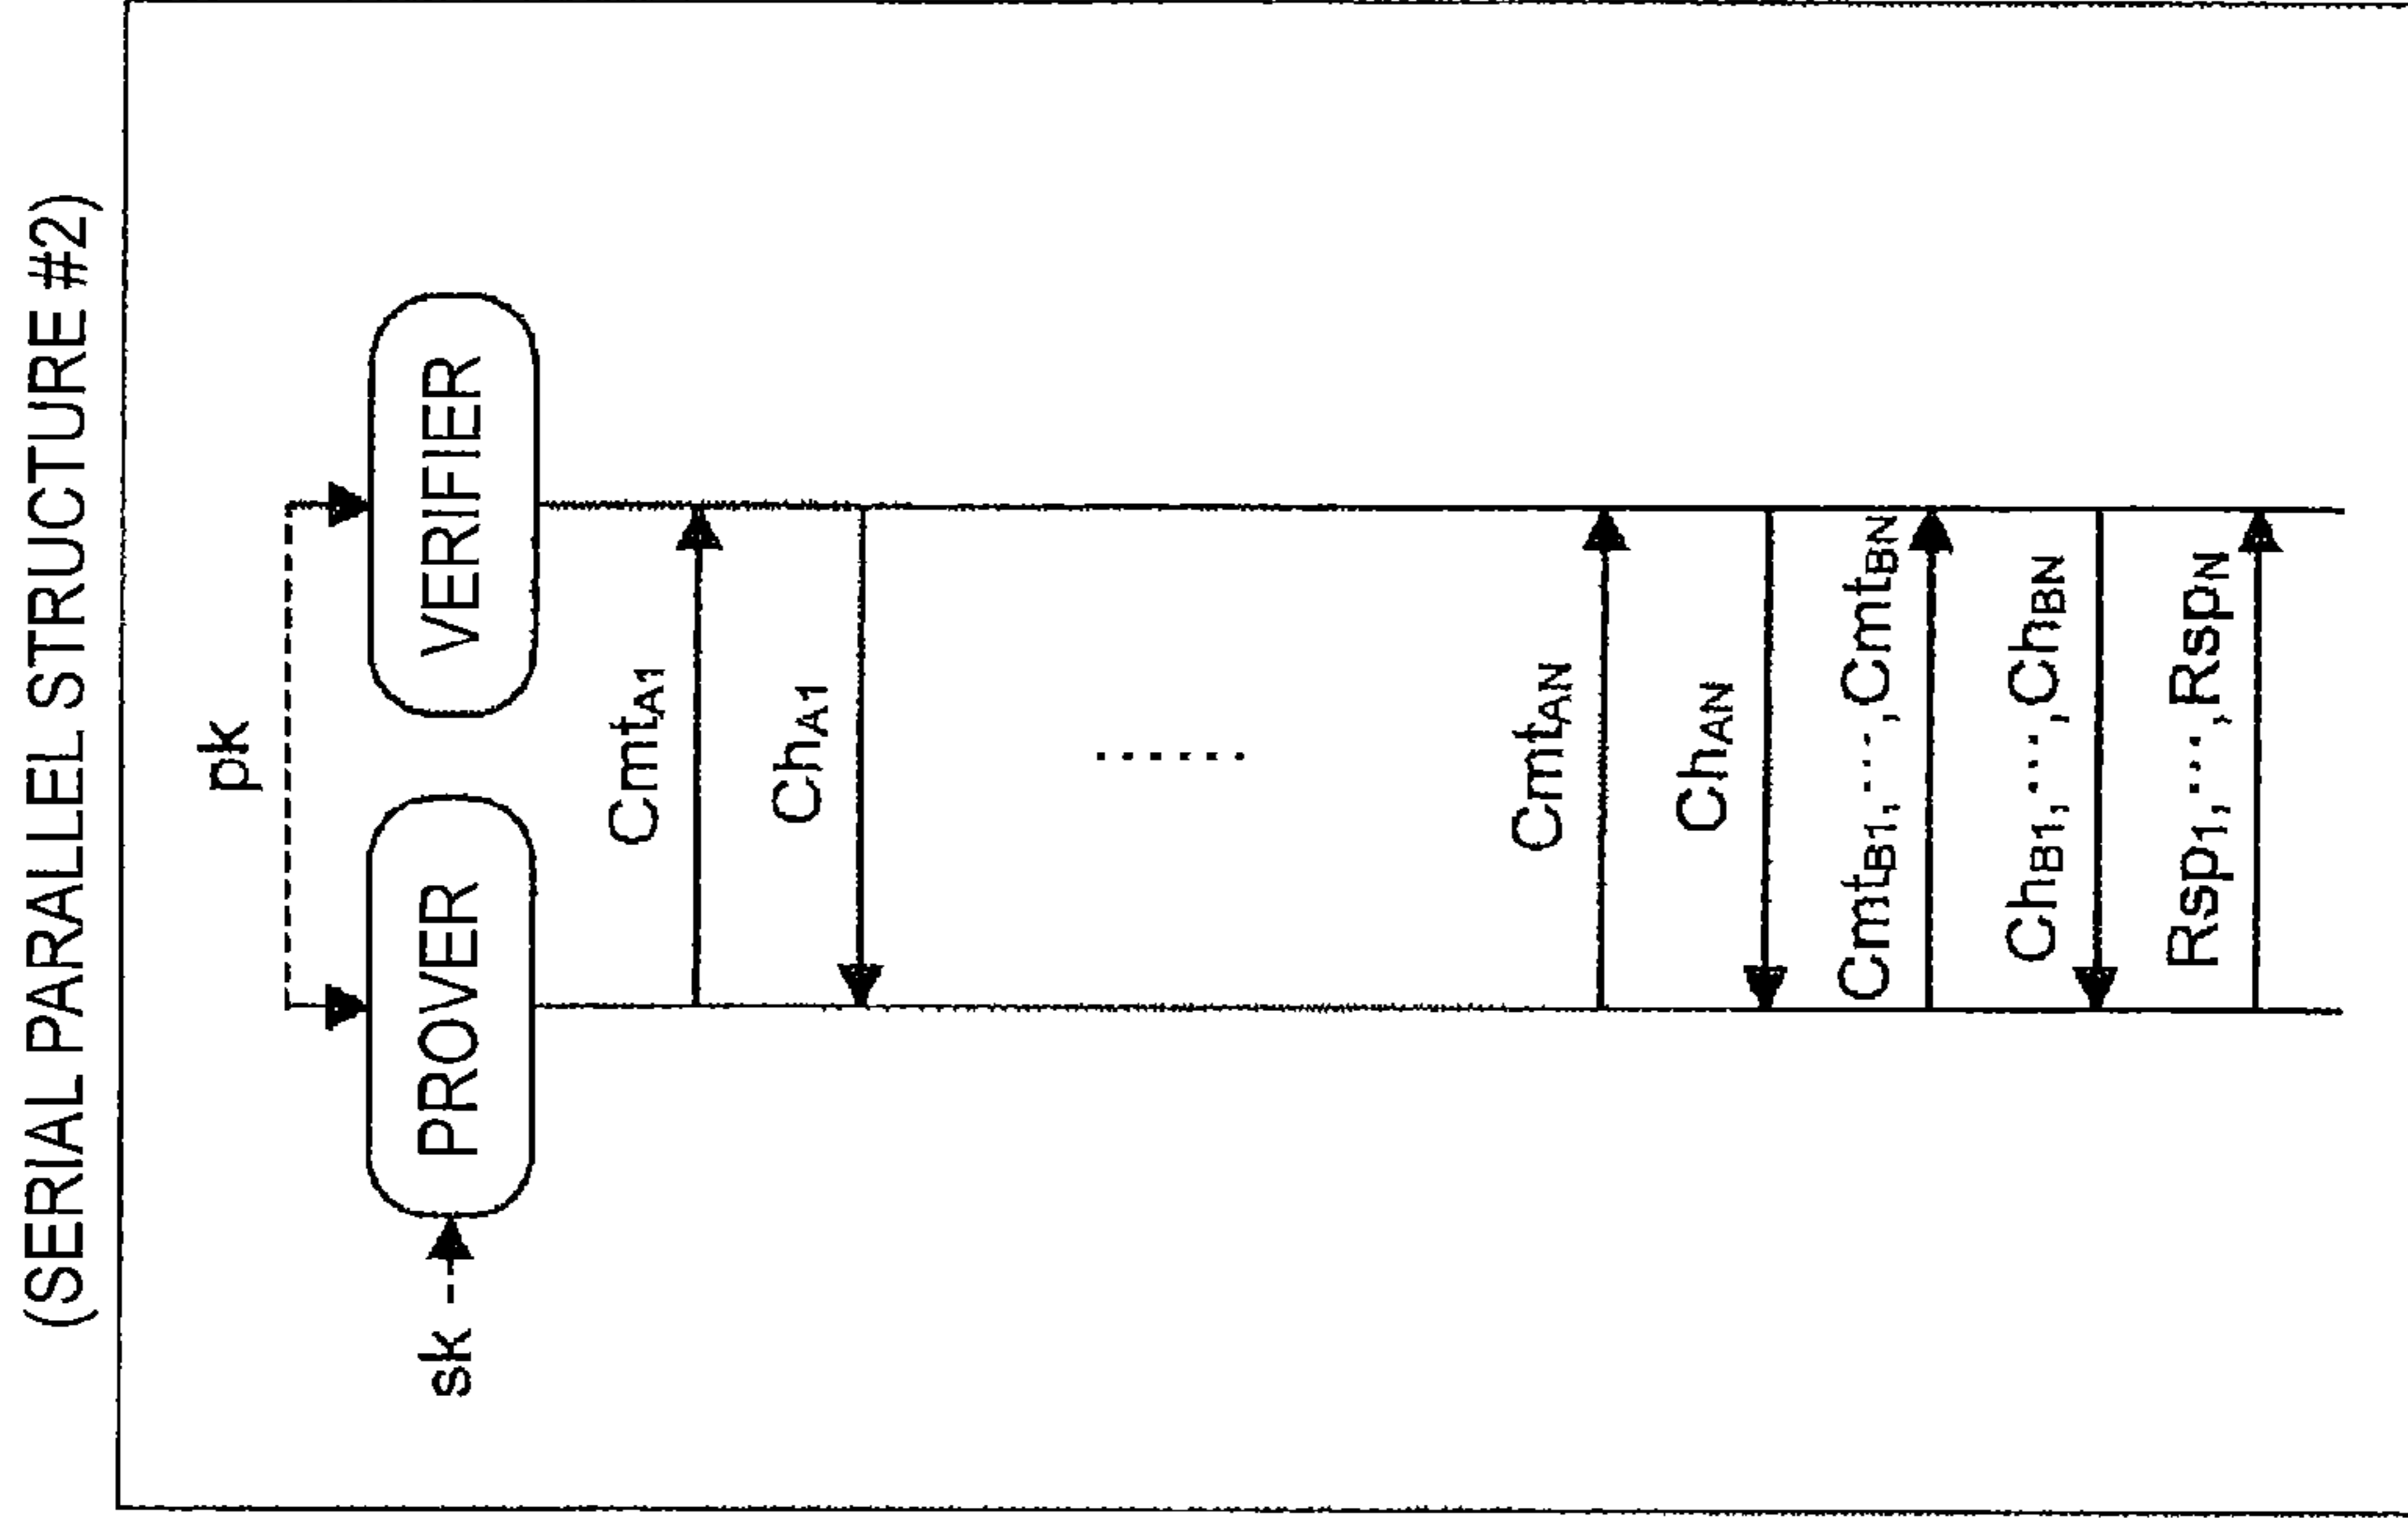 (SERIAL PARALLEL STRUCTURE #2)
pk
sk
PROVER
VERIFIER
CmtA1
ChA1
......
CmtAN
ChAN
CmtB1,...,CmtBN
ChB1,...,ChBN
Rsp1,...,RspN